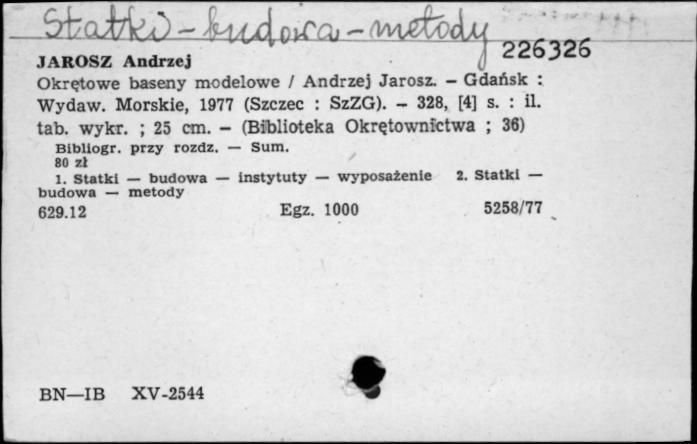 Statki - budowa - metody
226326
JAROSZ Andrzej
Okrętowe baseny modelowe / Andrzej Jarosz. — Gdańsk :
Wydaw. Morskie, 1977 (Szczec : SzZG). — 328, [4] s. : il.
tab. wykr. ; 25 cm. — (Biblioteka Okrętownictwa ; 36)
Bibliogr. przy rozdz. — Sum.
80 zł
1. Statki — budowa — instytuty — wyposażenie 2. Statki —
budowa — metody
629.12 Egz. 1000 5258/77
BN—IB XV-2544